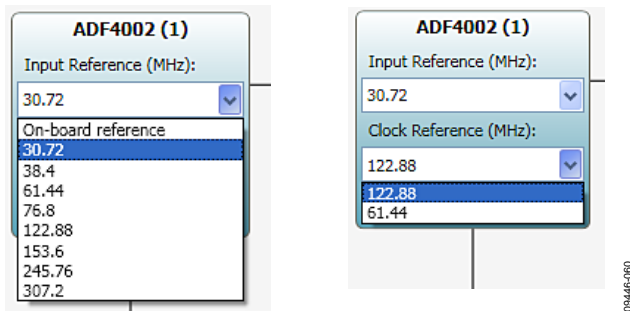 ADF4002 (1)
Input Reference (MHz):
30.72
On-board reference
30.72
38.4
61.44
76.8
122.88
153.6
245.76
307.2
ADF4002 (1)
Input Reference (MHz):
30.72
Clock Reference (MHz):
122.88
122.88
61.44
09446-060